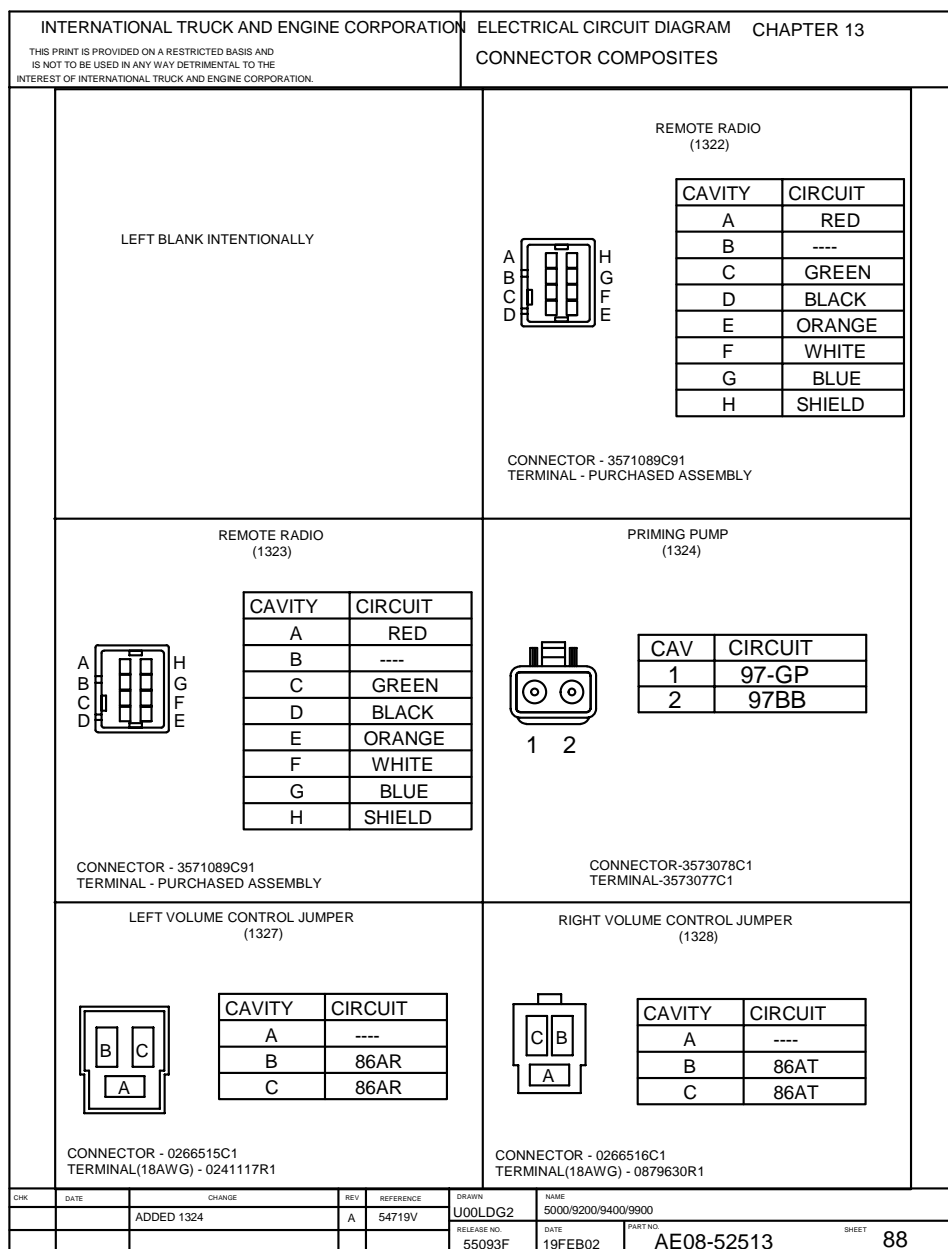 INTERNATIONAL TRUCK AND ENGINE CORPORATION
THIS PRINT IS PROVIDED ON A RESTRICTED BASIS AND
IS NOT TO BE USED IN ANY WAY DETRIMENTAL TO THE
INTEREST OF INTERNATIONAL TRUCK AND ENGINE CORPORATION.
ELECTRICAL CIRCUIT DIAGRAM CHAPTER 13
CONNECTOR COMPOSITES
LEFT BLANK INTENTIONALLY
REMOTE RADIO
(1322)
A H
B G
C F
D E
CAVITY CIRCUIT
A RED
B ----
C GREEN
D BLACK
E ORANGE
F WHITE
G BLUE
H SHIELD
CONNECTOR - 3571089C91
TERMINAL - PURCHASED ASSEMBLY
REMOTE RADIO
(1323)
A H
B G
C F
D E
CAVITY CIRCUIT
A RED
B ----
C GREEN
D BLACK
E ORANGE
F WHITE
G BLUE
H SHIELD
CONNECTOR - 3571089C91
TERMINAL - PURCHASED ASSEMBLY
PRIMING PUMP
(1324)
1 2
CAV CIRCUIT
1 97-GP
2 97BB
CONNECTOR-3573078C1
TERMINAL-3573077C1
LEFT VOLUME CONTROL JUMPER
(1327)
B C
A
CAVITY CIRCUIT
A ----
B 86AR
C 86AR
CONNECTOR - 0266515C1
TERMINAL(18AWG) - 0241117R1
RIGHT VOLUME CONTROL JUMPER
(1328)
C B
A
CAVITY CIRCUIT
A ----
B 86AT
C 86AT
CONNECTOR - 0266516C1
TERMINAL(18AWG) - 0879630R1
CHK DATE CHANGE REV REFERENCE
ADDED 1324 A 54719V
DRAWN
U00LDG2
NAME
5000/9200/9400/9900
RELEASE NO.
55093F
DATE
19FEB02
PART NO.
AE08-52513
SHEET 88